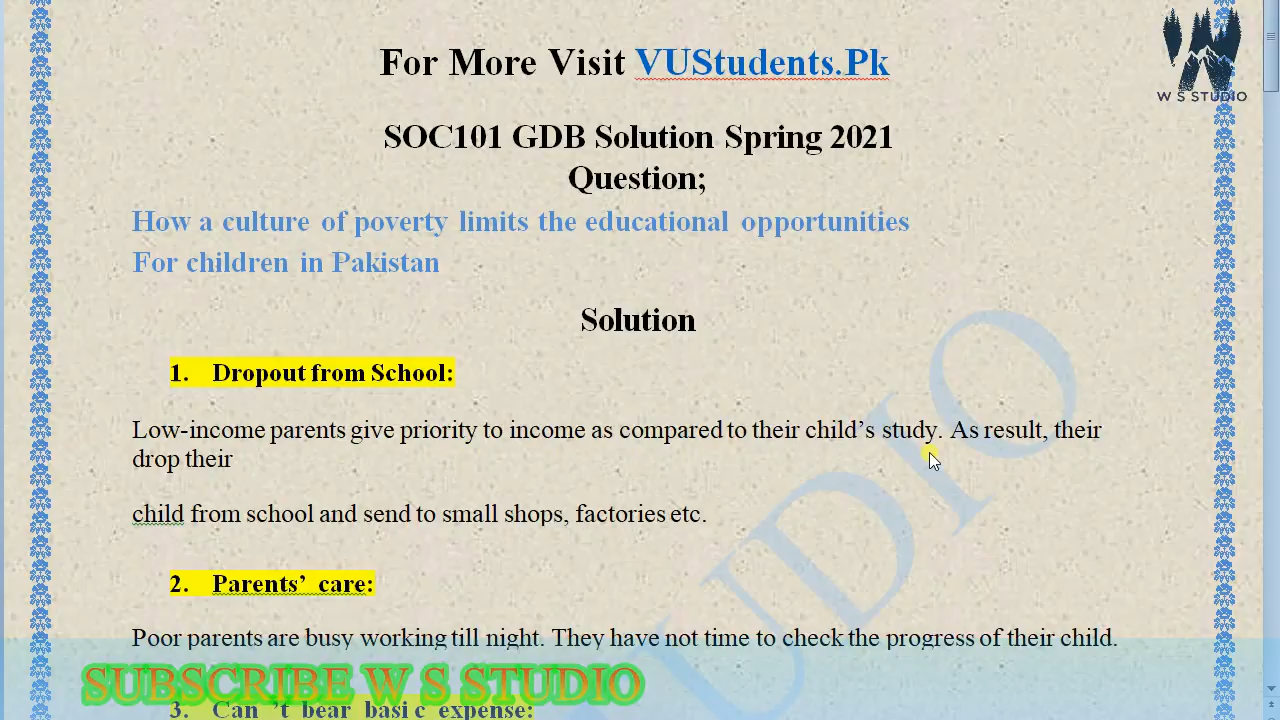 For More Visit VUStudents.Pk
W S STUDIO
SOC101 GDB Solution Spring 2021
Question;
How a culture of poverty limits the educational opportunities
For children in Pakistan
Solution
1. Dropout from School:
Low-income parents give priority to income as compared to their child’s study. As result, their
drop their
child from school and send to small shops, factories etc.
2. Parents’ care:
Poor parents are busy working till night. They have not time to check the progress of their child.
SUBSCRIBE W S STUDIO
3. Can ’t bear basi c expense:
UDIO